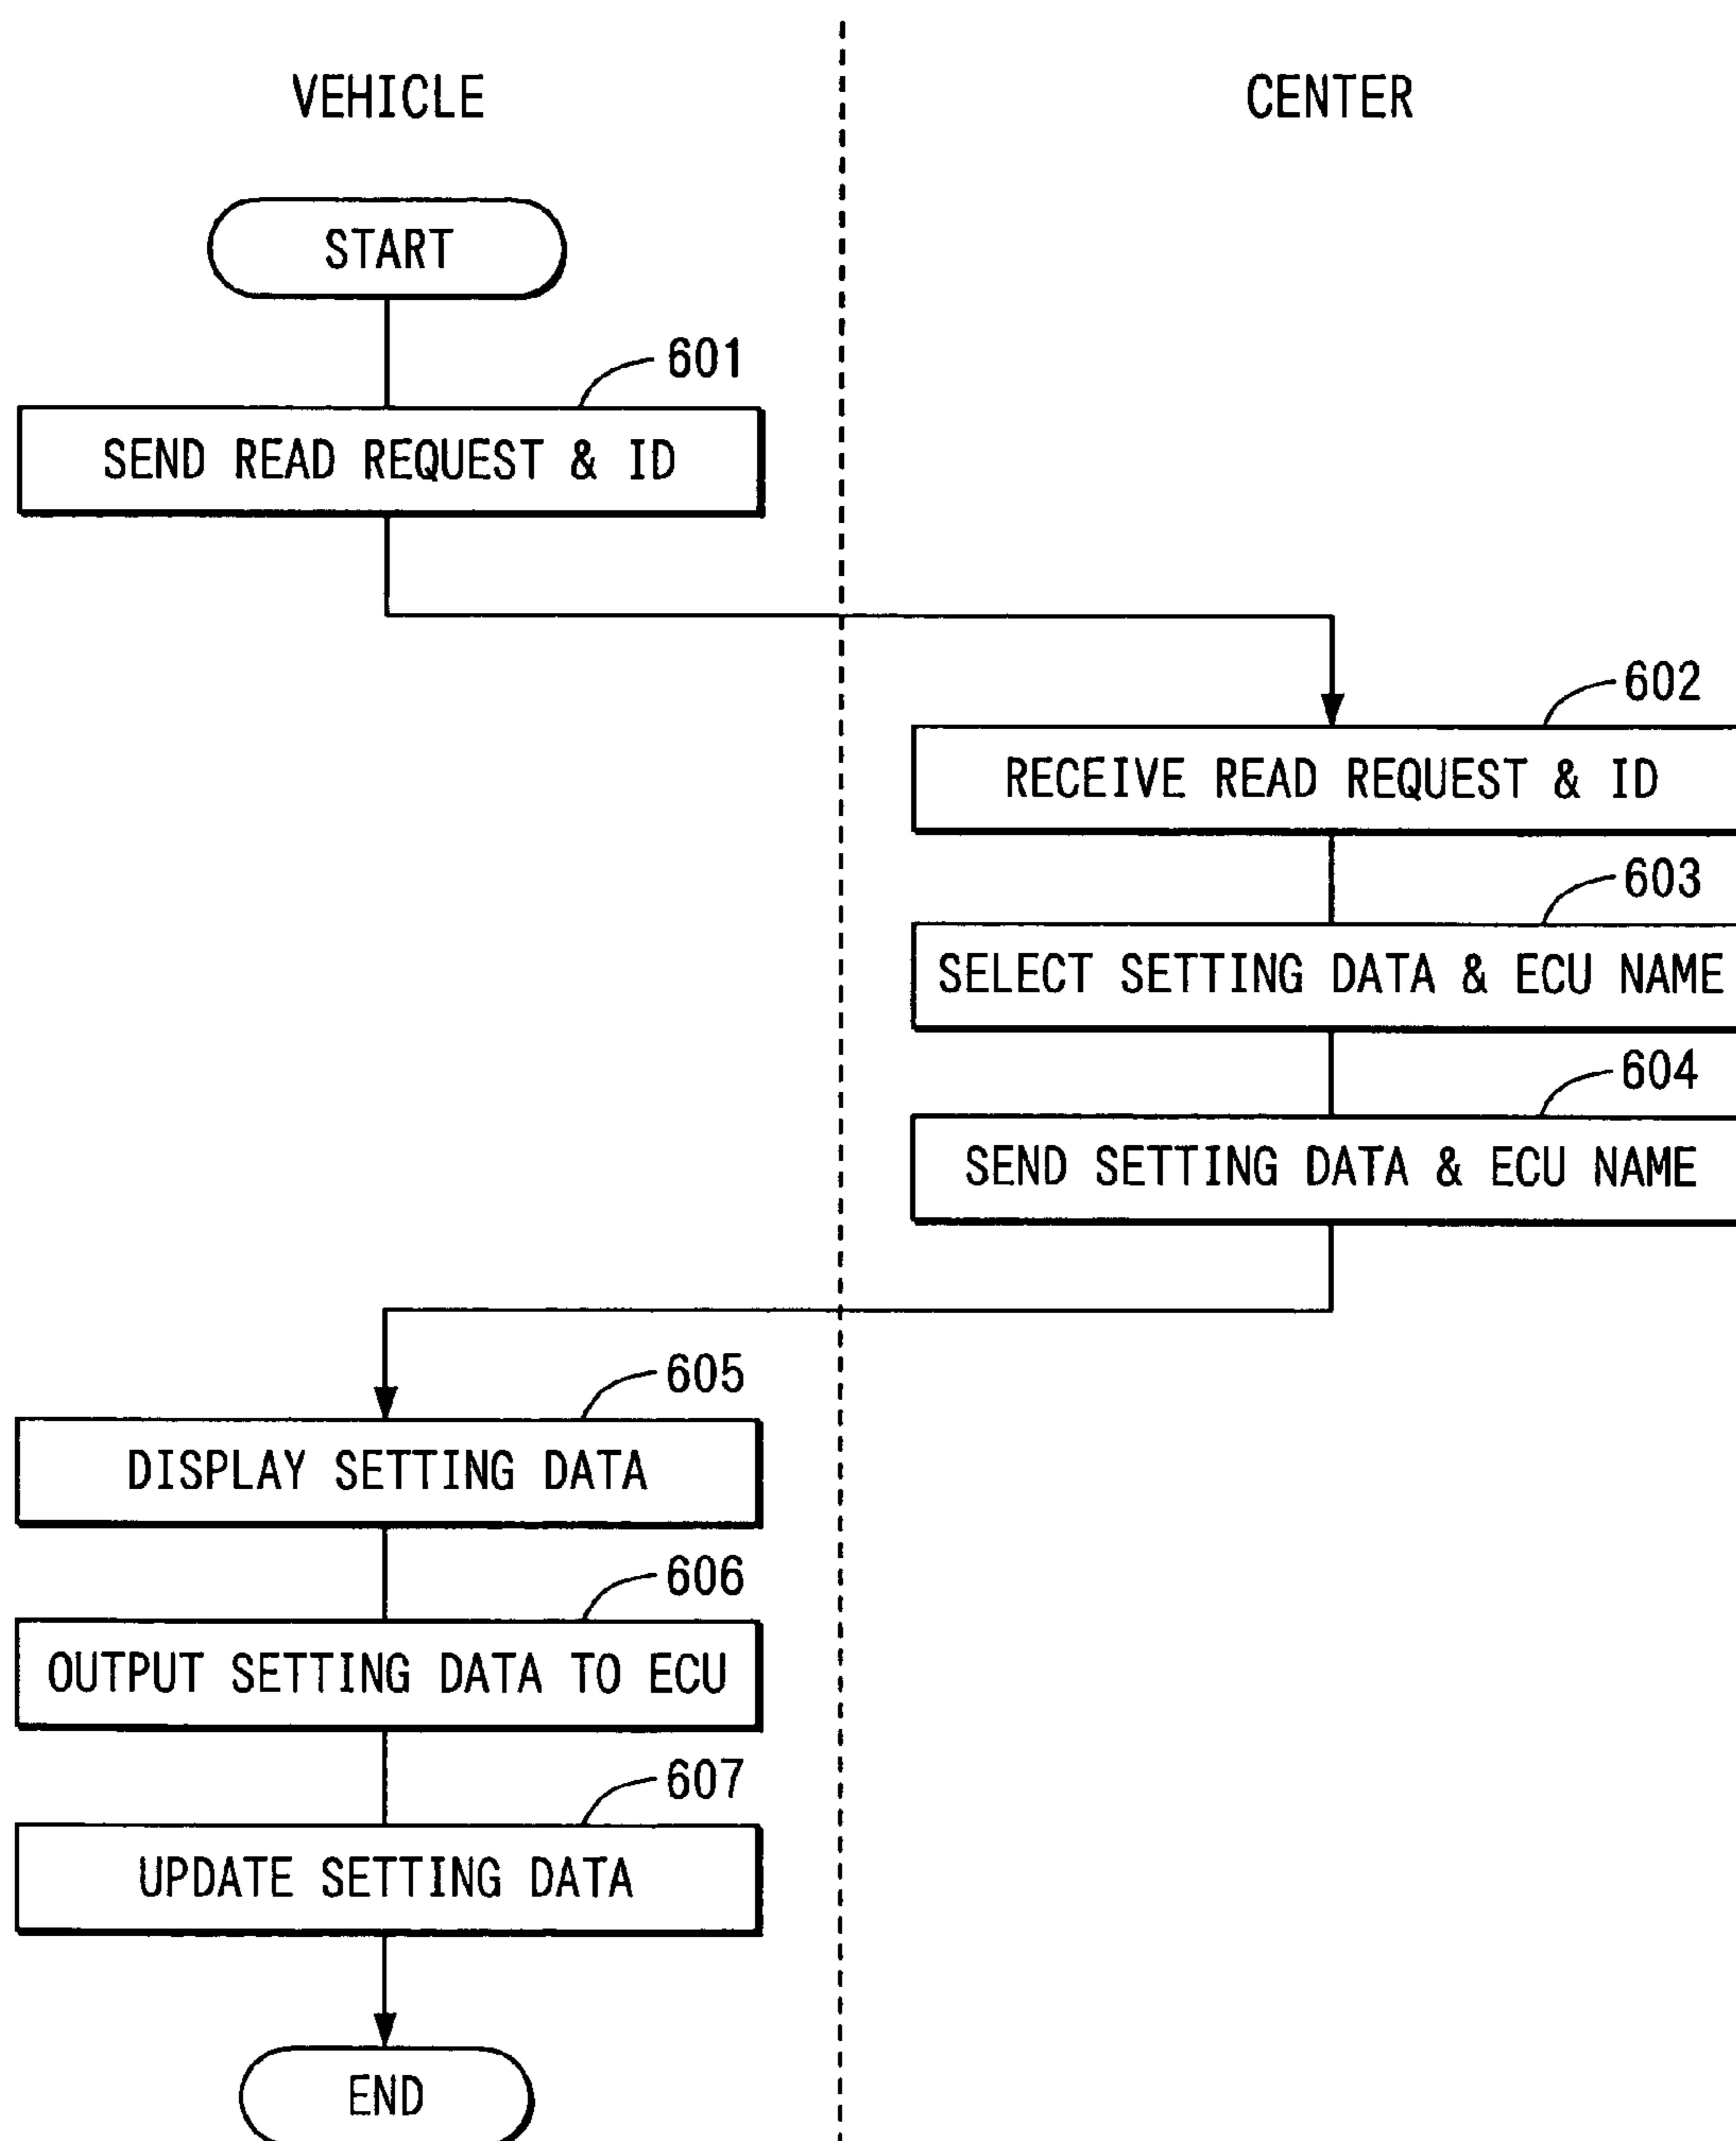 VEHICLE
CENTER
START
601
SEND READ REQUEST & ID
602
RECEIVE READ REQUEST & ID
603
SELECT SETTING DATA & ECU NAME
604
SEND SETTING DATA & ECU NAME
605
DISPLAY SETTING DATA
606
OUTPUT SETTING DATA TO ECU
607
UPDATE SETTING DATA
END